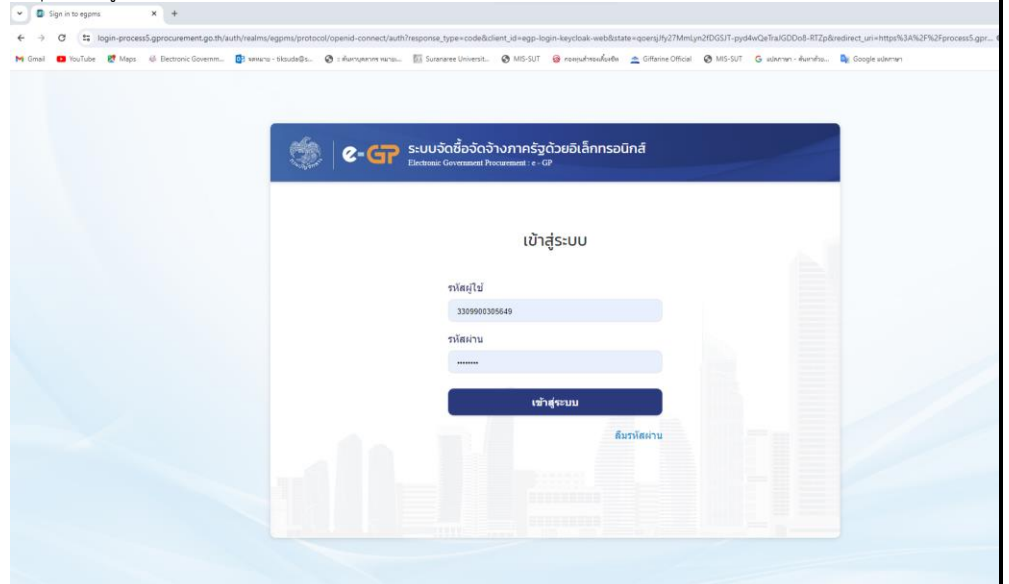 Sign in to egpms
login-process5.gprocurement.go.th/auth/realms/egpms/protocol/openid-connect/auth?response_type=code&client_id=egp-login-keycloak-web&state=
Gmail YouTube Maps Electronic Governm... Suranaree Universit... MIS-SUT Giffarine Official MIS-SUT Google แปลภาษา
e-GP ระบบจัดซื้อจัดจ้างภาครัฐด้วยอิเล็กทรอนิกส์
Electronic Government Procurement : e - GP
เข้าสู่ระบบ
รหัสผู้ใช้
3309900305649
รหัสผ่าน
เข้าสู่ระบบ
ลืมรหัสผ่าน